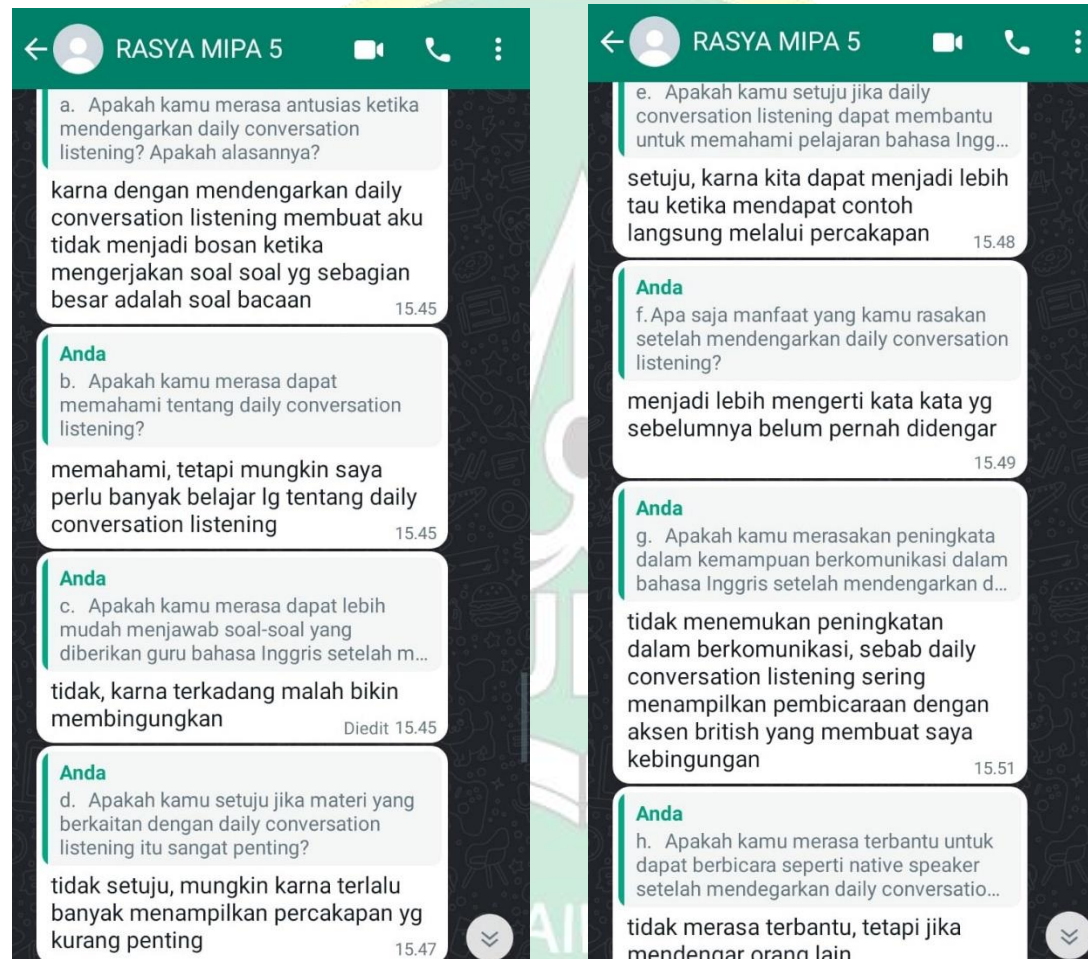 RASYA MIPA 5
a. Apakah kamu merasa antusias ketika
mendengarkan daily conversation
listening? Apakah alasannya?
karna dengan mendengarkan daily
conversation listening membuat aku
tidak menjadi bosan ketika
mengerjakan soal soal yg sebagian
besar adalah soal bacaan
15.45
Anda
b. Apakah kamu merasa dapat
memahami tentang daily conversation
listening?
memahami, tetapi mungkin saya
perlu banyak belajar lg tentang daily
conversation listening
15.45
Anda
c. Apakah kamu merasa dapat lebih
mudah menjawab soal-soal yang
diberikan guru bahasa Inggris setelah m...
tidak, karna terkadang malah bikin
membingungkan
Diedit 15.45
Anda
d. Apakah kamu setuju jika materi yang
berkaitan dengan daily conversation
listening itu sangat penting?
tidak setuju, mungkin karna terlalu
banyak menampilkan percakapan yg
kurang penting
15.47
RASYA MIPA 5
e. Apakah kamu setuju jika daily
conversation listening dapat membantu
untuk memahami pelajaran bahasa Ingg...
setuju, karna kita dapat menjadi lebih
tau ketika mendapat contoh
langsung melalui percakapan
15.48
Anda
f. Apa saja manfaat yang kamu rasakan
setelah mendengarkan daily conversation
listening?
menjadi lebih mengerti kata kata yg
sebelumnya belum pernah didengar
15.49
Anda
g. Apakah kamu merasakan peningkata
dalam kemampuan berkomunikasi dalam
bahasa Inggris setelah mendengarkan d...
tidak menemukan peningkatan
dalam berkomunikasi, sebab daily
conversation listening sering
menampilkan pembicaraan dengan
aksen british yang membuat saya
kebingungan
15.51
Anda
h. Apakah kamu merasa terbantu untuk
dapat berbicara seperti native speaker
setelah mendegarkan daily conversatio...
tidak merasa terbantu, tetapi jika
mendengar orang lain